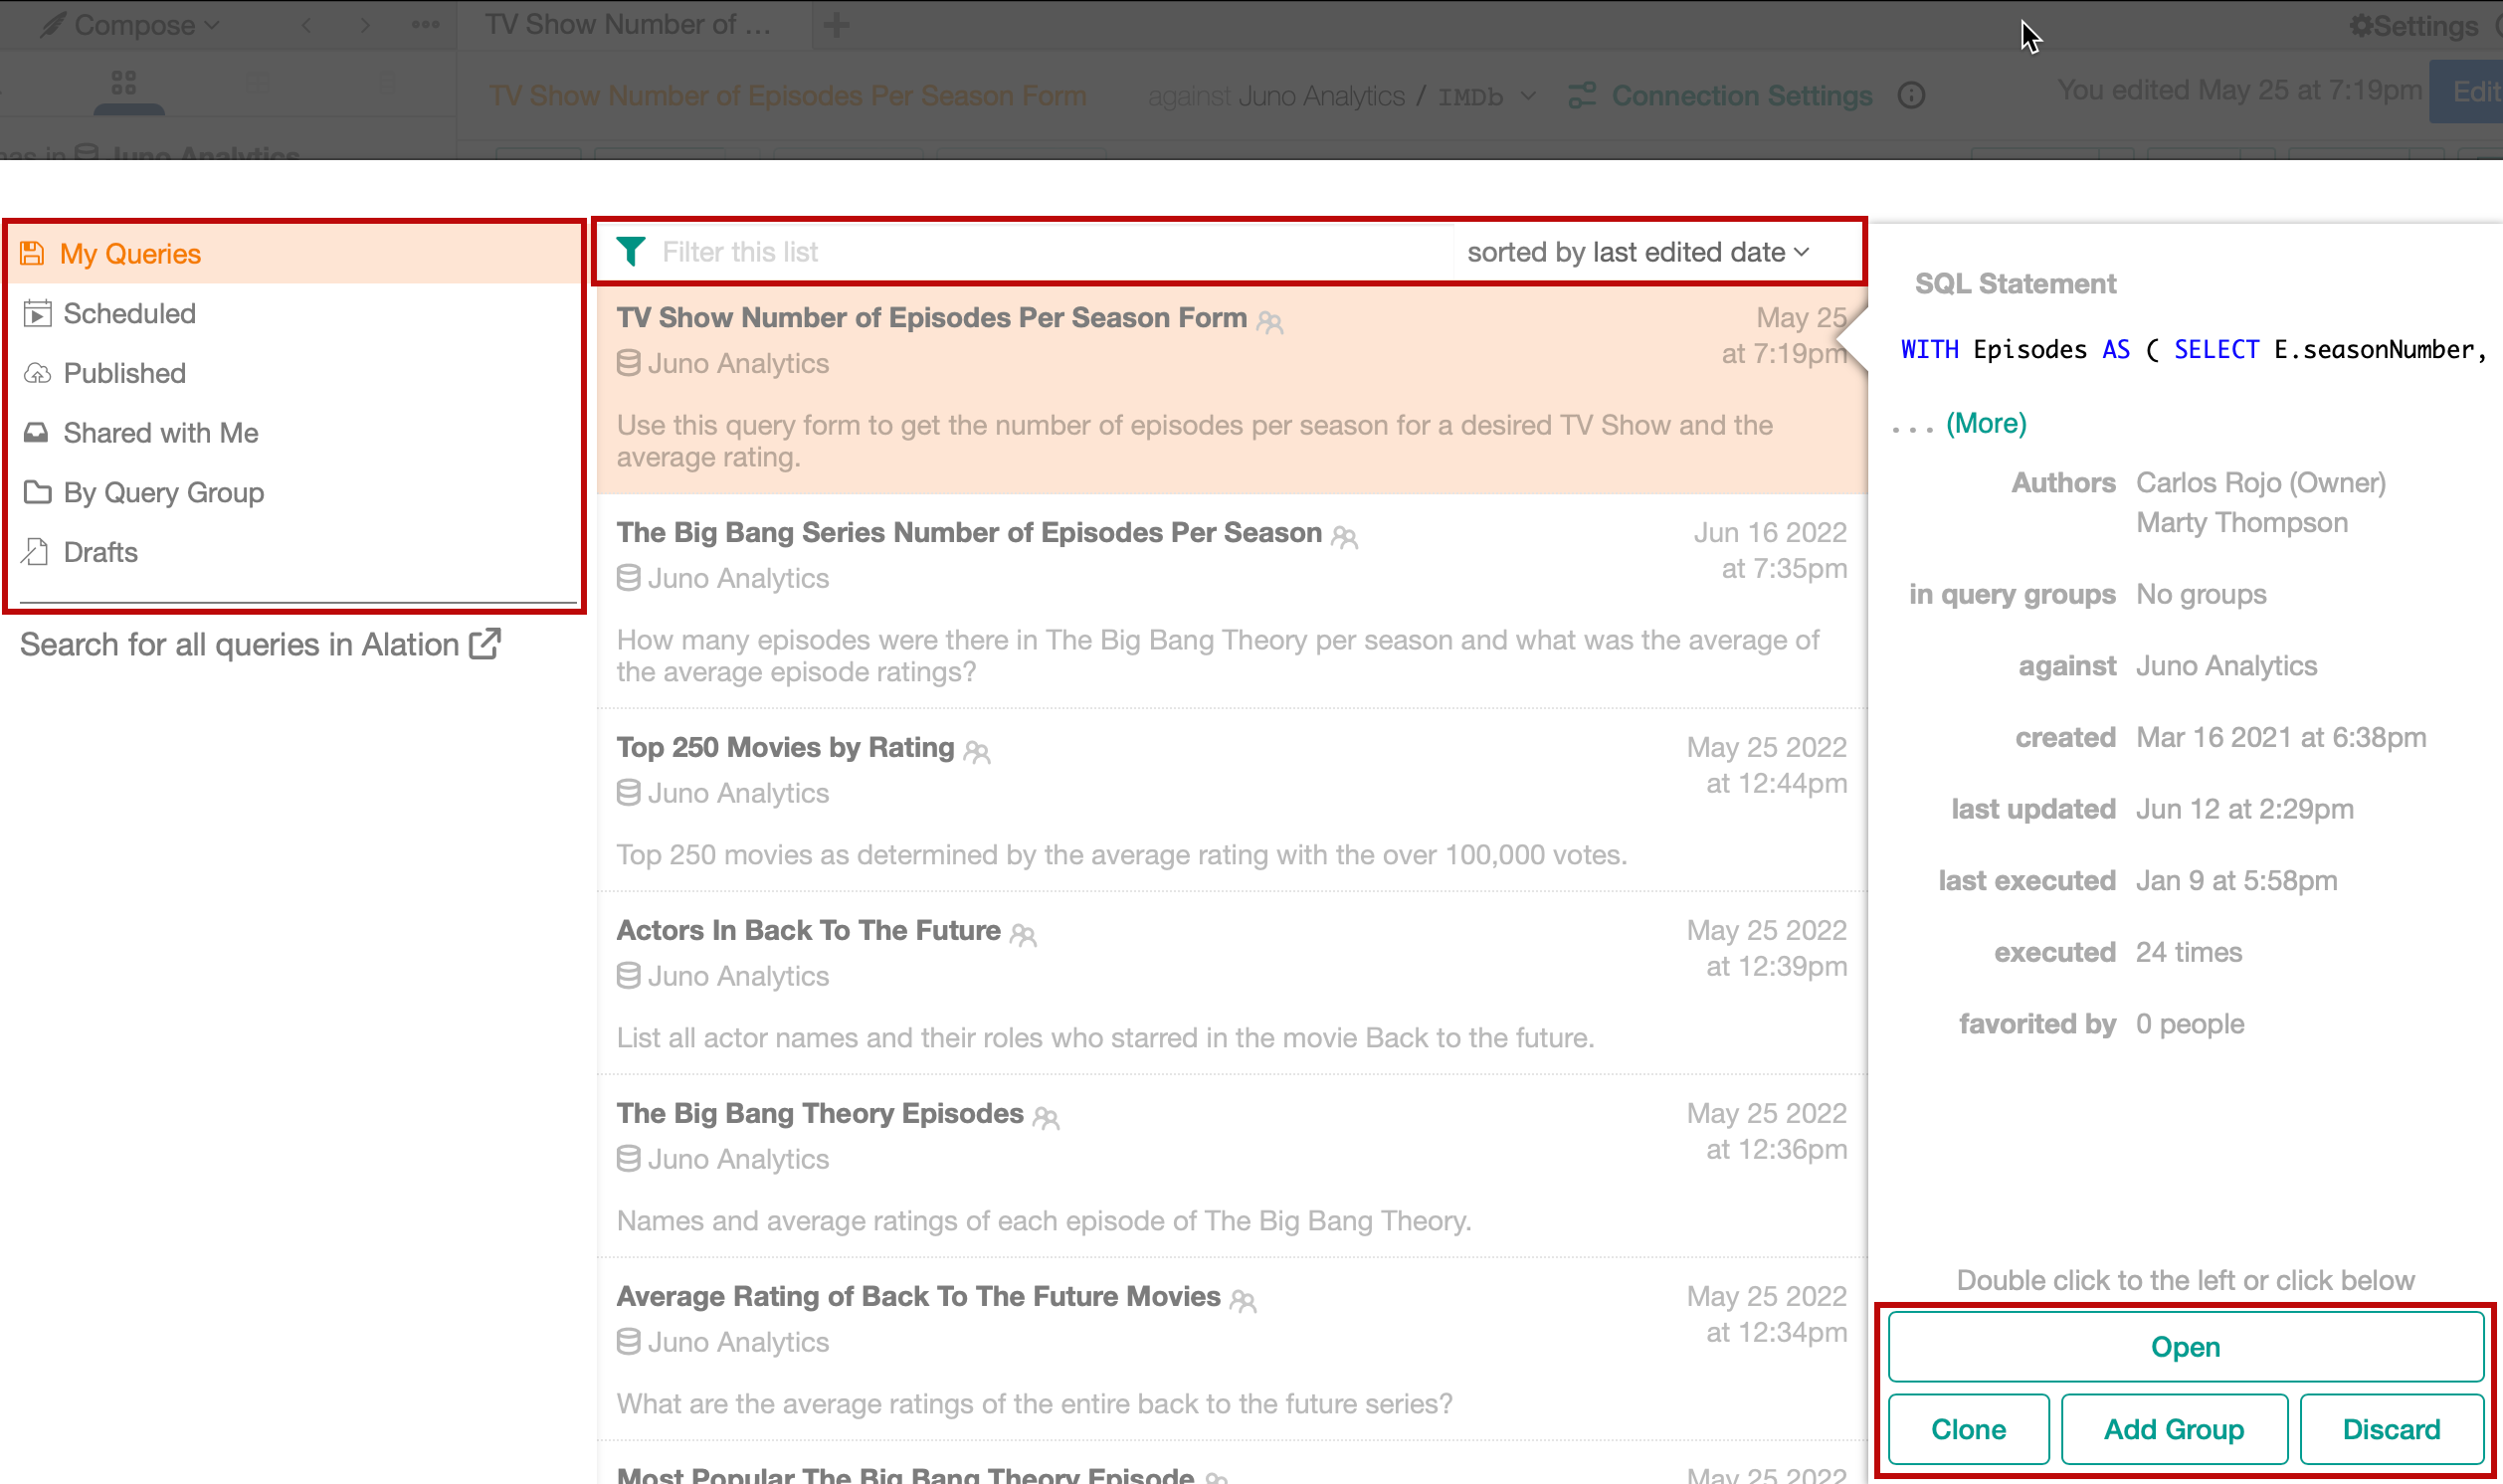 Compose
TV Show Number of ...
Settings
TV Show Number of Episodes Per Season Form
against Juno Analytics / IMDb
Connection Settings
You edited May 25 at 7:19pm
Edit
in Juno Analytics
My Queries
Scheduled
Published
Shared with Me
By Query Group
Drafts
Search for all queries in Alation
Filter this list
sorted by last edited date
TV Show Number of Episodes Per Season Form
May 25
at 7:19pm
Juno Analytics
Use this query form to get the number of episodes per season for a desired TV Show and the
average rating.
The Big Bang Series Number of Episodes Per Season
Jun 16 2022
at 7:35pm
Juno Analytics
How many episodes were there in The Big Bang Theory per season and what was the average of
the average episode ratings?
Top 250 Movies by Rating
May 25 2022
at 12:44pm
Juno Analytics
Top 250 movies as determined by the average rating with the over 100,000 votes.
Actors In Back To The Future
May 25 2022
at 12:39pm
Juno Analytics
List all actor names and their roles who starred in the movie Back to the future.
The Big Bang Theory Episodes
May 25 2022
at 12:36pm
Juno Analytics
Names and average ratings of each episode of The Big Bang Theory.
Average Rating of Back To The Future Movies
May 25 2022
at 12:34pm
Juno Analytics
What are the average ratings of the entire back to the future series?
Most Popular The Big Bang Theory Episode
May 25 2022
SQL Statement
WITH Episodes AS ( SELECT E.seasonNumber,
... (More)
Authors Carlos Rojo (Owner)
Marty Thompson
in query groups No groups
against Juno Analytics
created Mar 16 2021 at 6:38pm
last updated Jun 12 at 2:29pm
last executed Jan 9 at 5:58pm
executed 24 times
favorited by 0 people
Double click to the left or click below
Open
Clone
Add Group
Discard